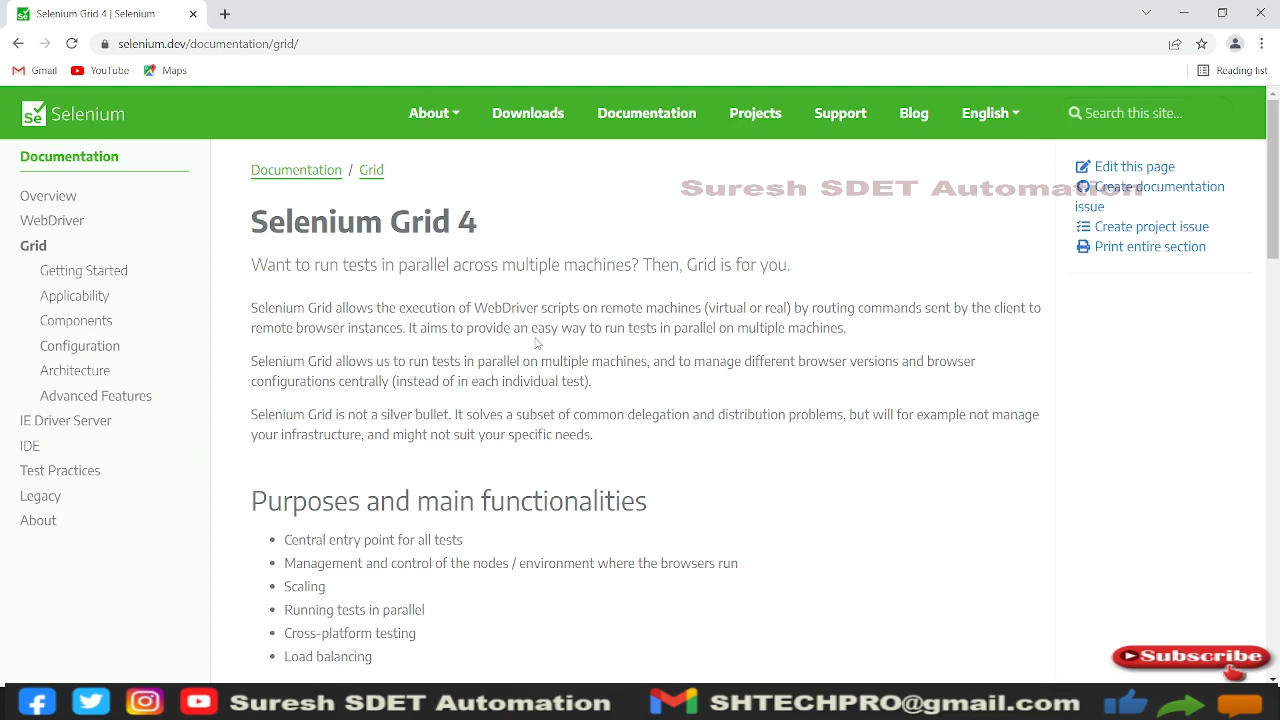 Selenium Grid 4 | Selenium
selenium.dev/documentation/grid/
Gmail YouTube Maps Reading list
Se Selenium
About Downloads Documentation Projects Support Blog English Search this site...
Documentation
Overview
WebDriver
Grid
Getting Started
Applicability
Components
Configuration
Architecture
Advanced Features
IE Driver Server
IDE
Test Practices
Legacy
About
Documentation / Grid
Suresh SDET Automation
Selenium Grid 4
Want to run tests in parallel across multiple machines? Then, Grid is for you.
Selenium Grid allows the execution of WebDriver scripts on remote machines (virtual or real) by routing commands sent by the client to
remote browser instances. It aims to provide an easy way to run tests in parallel on multiple machines.
Selenium Grid allows us to run tests in parallel on multiple machines, and to manage different browser versions and browser
configurations centrally (instead of in each individual test).
Selenium Grid is not a silver bullet. It solves a subset of common delegation and distribution problems, but will for example not manage
your infrastructure, and might not suit your specific needs.
Purposes and main functionalities
Central entry point for all tests
Management and control of the nodes / environment where the browsers run
Scaling
Running tests in parallel
Cross-platform testing
Load balancing
Edit this page
Create documentation
issue
Create project issue
Print entire section
Subscribe
Suresh SDET Automation SHTECHPRO@gmail.com